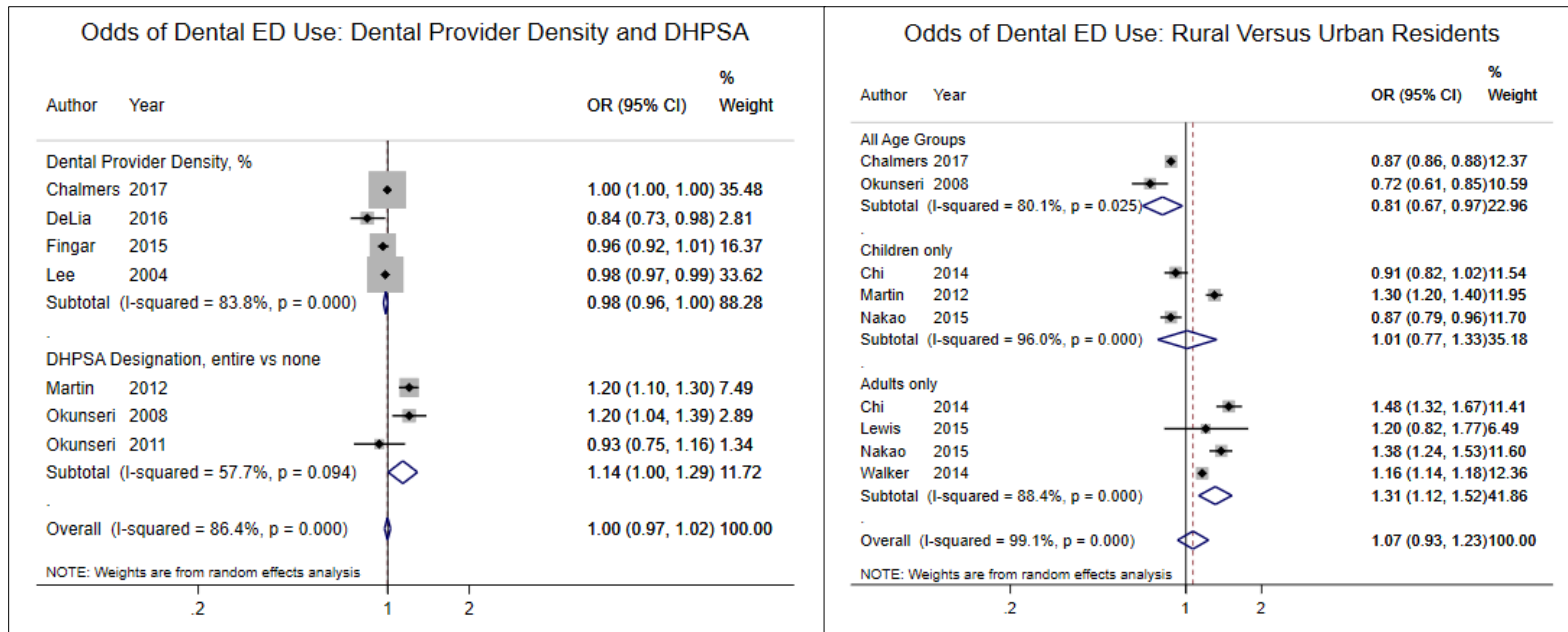 Odds of Dental ED Use: Dental Provider Density and DHPSA
%
Author Year OR (95% CI) Weight
Dental Provider Density, %
Chalmers 2017 1.00 (1.00, 1.00) 35.48
DeLia 2016 0.84 (0.73, 0.98) 2.81
Fingar 2015 0.96 (0.92, 1.01) 16.37
Lee 2004 0.98 (0.97, 0.99) 33.62
Subtotal (I-squared = 83.8%, p = 0.000) 0.98 (0.96, 1.00) 88.28
.
DHPSA Designation, entire vs none
Martin 2012 1.20 (1.10, 1.30) 7.49
Okunseri 2008 1.20 (1.04, 1.39) 2.89
Okunseri 2011 0.93 (0.75, 1.16) 1.34
Subtotal (I-squared = 57.7%, p = 0.094) 1.14 (1.00, 1.29) 11.72
.
Overall (I-squared = 86.4%, p = 0.000) 1.00 (0.97, 1.02) 100.00
NOTE: Weights are from random effects analysis
.2 1 2
Odds of Dental ED Use: Rural Versus Urban Residents
%
Author Year OR (95% CI) Weight
All Age Groups
Chalmers 2017 0.87 (0.86, 0.88) 12.37
Okunseri 2008 0.72 (0.61, 0.85) 10.59
Subtotal (I-squared = 80.1%, p = 0.025) 0.81 (0.67, 0.97) 22.96
.
Children only
Chi 2014 0.91 (0.82, 1.02) 11.54
Martin 2012 1.30 (1.20, 1.40) 11.95
Nakao 2015 0.87 (0.79, 0.96) 11.70
Subtotal (I-squared = 96.0%, p = 0.000) 1.01 (0.77, 1.33) 35.18
.
Adults only
Chi 2014 1.48 (1.32, 1.67) 11.41
Lewis 2015 1.20 (0.82, 1.77) 6.49
Nakao 2015 1.38 (1.24, 1.53) 11.60
Walker 2014 1.16 (1.14, 1.18) 12.36
Subtotal (I-squared = 88.4%, p = 0.000) 1.31 (1.12, 1.52) 41.86
.
Overall (I-squared = 99.1%, p = 0.000) 1.07 (0.93, 1.23) 100.00
NOTE: Weights are from random effects analysis
.2 1 2